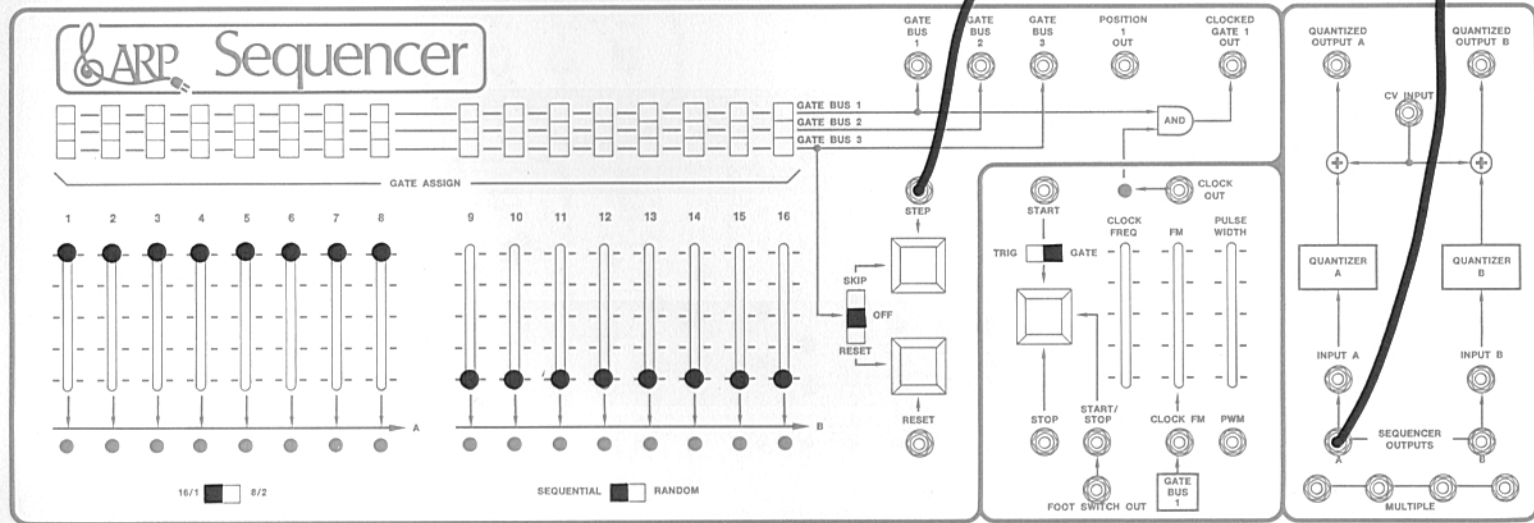 ARP Sequencer
GATE BUS 1
GATE BUS 2
GATE BUS 3
POSITION 1 OUT
CLOCKED GATE 1 OUT
QUANTIZED OUTPUT A
QUANTIZED OUTPUT B
GATE BUS 1
GATE BUS 2
GATE BUS 3
AND
CV INPUT
GATE ASSIGN
STEP
START
CLOCK OUT
1 2 3 4 5 6 7 8
9 10 11 12 13 14 15 16
CLOCK FREQ
FM
PULSE WIDTH
TRIG
GATE
QUANTIZER A
QUANTIZER B
SKIP
OFF
RESET
INPUT A
INPUT B
RESET
STOP
START/STOP
CLOCK FM
PWM
A
B
SEQUENCER OUTPUTS
A
B
16/1
8/2
SEQUENTIAL
RANDOM
FOOT SWITCH OUT
GATE BUS 1
MULTIPLE